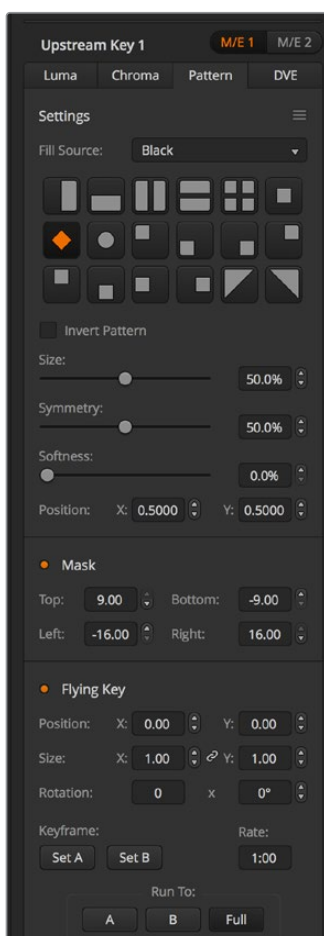 Upstream Key 1 M/E 1 M/E 2
Luma Chroma Pattern DVE
Settings
Fill Source: Black
Invert Pattern
Size:
50.0%
Symmetry:
50.0%
Softness:
0.0%
Position: X: 0.5000 Y: 0.5000
Mask
Top: 9.00 Bottom: -9.00
Left: -16.00 Right: 16.00
Flying Key
Position: X: 0.00 Y: 0.00
Size: X: 1.00 Y: 1.00
Rotation: 0 x 0°
Keyframe: Rate:
Set A Set B 1:00
Run To:
A B Full